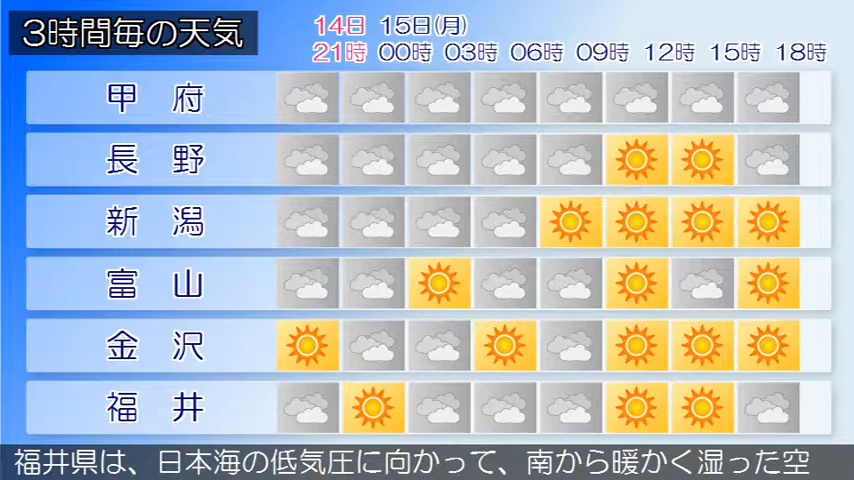 3時間毎の天気
14日 15日(月)
21時 00時 03時 06時 09時 12時 15時 18時
甲府
長野
新潟
富山
金沢
福井
福井県は、日本海の低気圧に向かって、南から暖かく湿った空